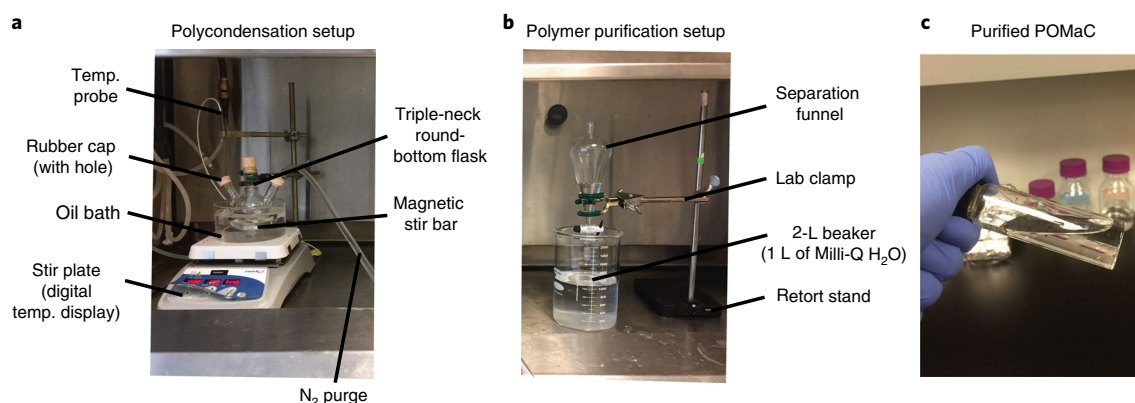 a
Polycondensation setup
Temp.
probe
Rubber cap
(with hole)
Oil bath
Stir plate
(digital
temp. display)
Triple-neck
round-
bottom flask
Magnetic
stir bar
N₂ purge
b
Polymer purification setup
Separation
funnel
Lab clamp
2-L beaker
(1 L of Milli-Q H₂O)
Retort stand
c
Purified POMaC